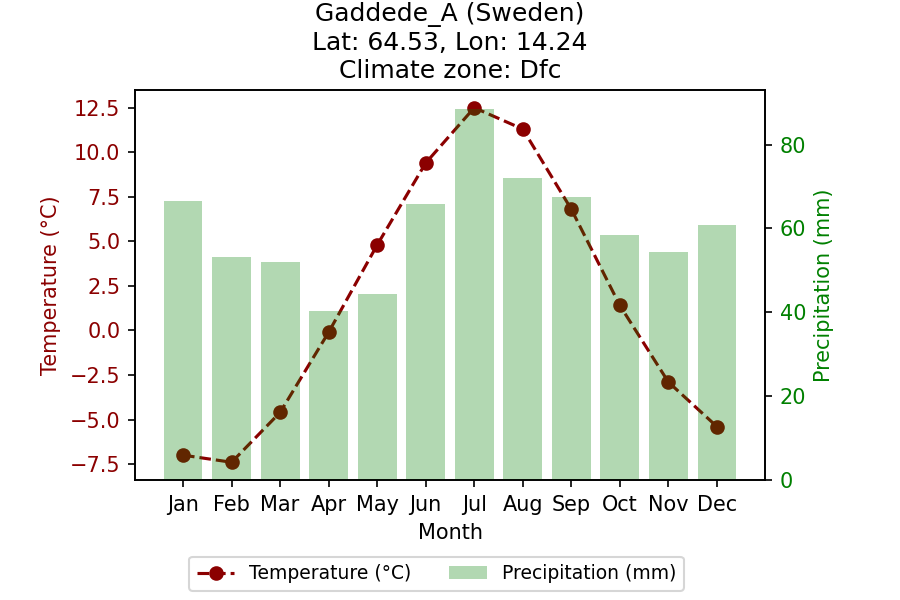 Gaddede_A (Sweden)
Lat: 64.53, Lon: 14.24
Climate zone: Dfc
Temperature (°C)
12.5
10.0
7.5
5.0
2.5
0.0
−2.5
−5.0
−7.5
80
60
40
20
0
Precipitation (mm)
Jan Feb Mar Apr May Jun Jul Aug Sep Oct Nov Dec
Month
Temperature (°C) Precipitation (mm)